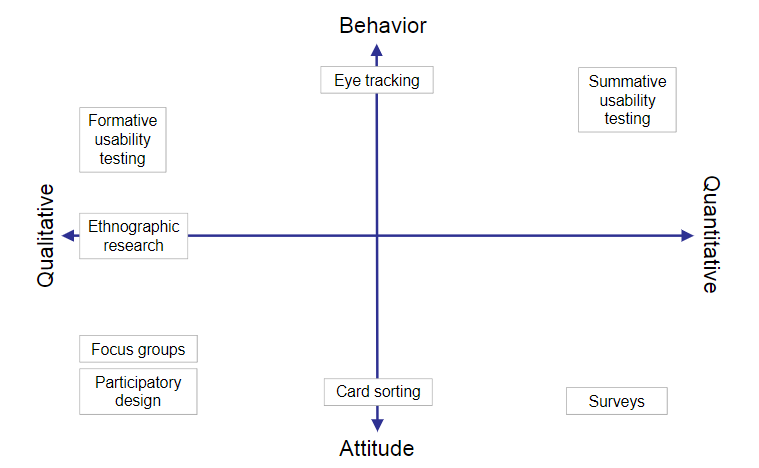 Behavior
Eye tracking
Summative
usability
testing
Formative
usability
testing
Qualitative
Quantitative
Ethnographic
research
Focus groups
Participatory
design
Card sorting
Surveys
Attitude